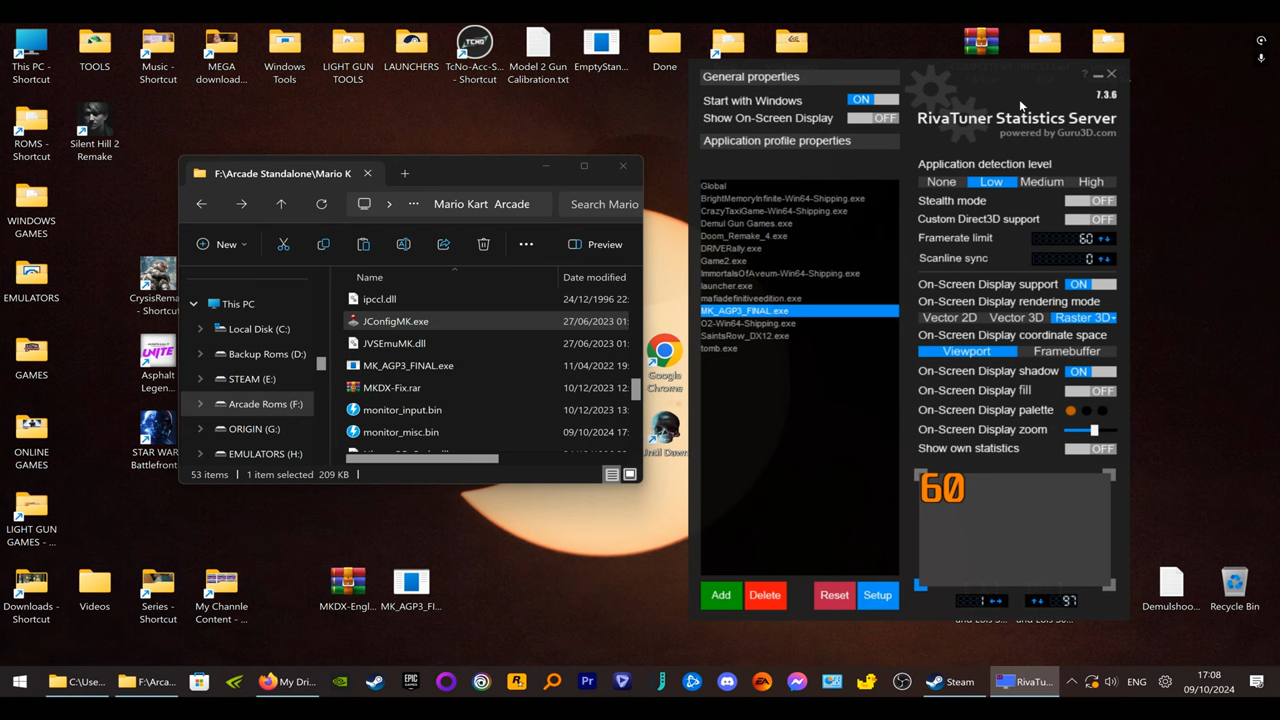 This PC -
Shortcut
TOOLS
Music -
Shortcut
MEGA
download...
Windows
Tools
LIGHT GUN
TOOLS
LAUNCHERS
TcNo-Acc-S...
- Shortcut
Model 2 Gun
Calibration.txt
EmptyStan...
Done
ROMS -
Shortcut
Silent Hill 2
Remake
WINDOWS
GAMES
EMULATORS
CrysisRema...
- Shortcut
GAMES
Asphalt
Legen...
ONLINE
GAMES
STAR WAR
Battlefront
LIGHT GUN
GAMES - ...
Downloads -
Shortcut
Videos
Series -
Shortcut
My Channle
Content - ...
MKDX-Engl...
MK_AGP3_FI...
Google
Chrome
Until Dawn
Demulshoo...
Recycle Bin
F:\Arcade Standalone\Mario K
Mario Kart Arcade
Search Mario
New
Preview
Name
Date modified
This PC
Local Disk (C:)
Backup Roms (D:)
STEAM (E:)
Arcade Roms (F:)
ORIGIN (G:)
EMULATORS (H:)
ipccl.dll 24/12/1996 22:
JConfigMK.exe 27/06/2023 01:
JVSEmuMK.dll 27/06/2023 01:
MK_AGP3_FINAL.exe 11/04/2022 19:
MKDX-Fix.rar 10/12/2023 12:
monitor_input.bin 10/12/2023 13:
monitor_misc.bin 09/10/2024 17:
53 items
1 item selected 209 KB
General properties
Start with Windows ON
Show On-Screen Display OFF
Application profile properties
Global
BrightMemoryInfinite-Win64-Shipping.exe
CrazyTaxiGame-Win64-Shipping.exe
Demul Gun Games.exe
Doom_Remake_4.exe
DRIVERally.exe
Game2.exe
ImmortalsOfAveum-Win64-Shipping.exe
launcher.exe
mafiadefinitiveedition.exe
MK_AGP3_FINAL.exe
O2-Win64-Shipping.exe
SaintsRow_DX12.exe
tomb.exe
Add
Delete
Reset
Setup
?
7.3.6
RivaTuner Statistics Server
powered by Guru3D.com
Application detection level
None Low Medium High
Stealth mode OFF
Custom Direct3D support OFF
Framerate limit 60
Scanline sync 0
On-Screen Display support ON
On-Screen Display rendering mode
Vector 2D Vector 3D Raster 3D
On-Screen Display coordinate space
Viewport Framebuffer
On-Screen Display shadow ON
On-Screen Display fill OFF
On-Screen Display palette
On-Screen Display zoom
Show own statistics OFF
60
1
97
C:\Use...
F:\Arca...
My Dri...
EPIC
GAMES
Pr
EA
Steam
RivaTu...
ENG
17:08
09/10/2024